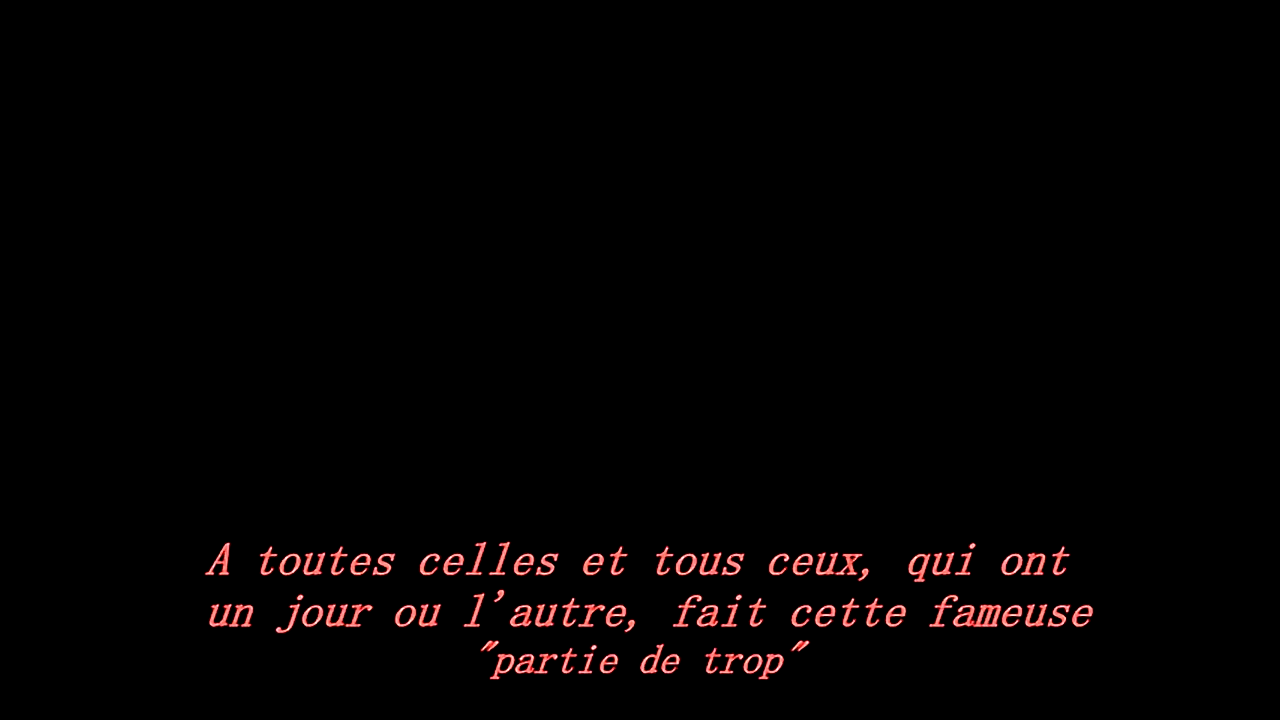 A toutes celles et tous ceux, qui ont
un jour ou l'autre, fait cette fameuse
"partie de trop"